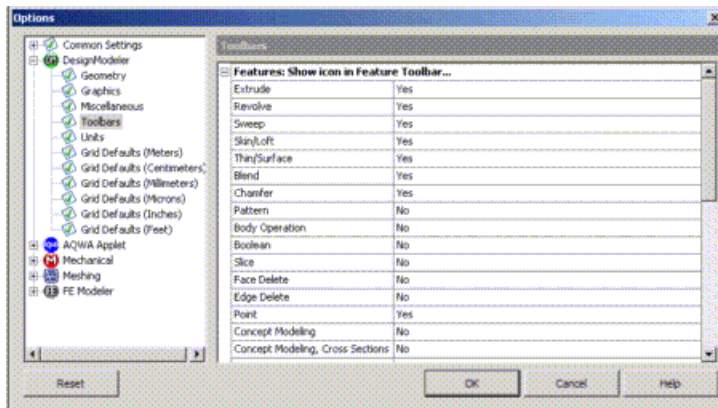 Options
Common Settings
DesignModeler
Geometry
Graphics
Miscellaneous
Toolbars
Units
Grid Defaults (Meters)
Grid Defaults (Centimeters)
Grid Defaults (Millimeters)
Grid Defaults (Microns)
Grid Defaults (Inches)
Grid Defaults (Feet)
AQWA Applet
Mechanical
Meshing
FE Modeler
Toolbars
Features: Show icon in Feature Toolbar...
Extrude Yes
Revolve Yes
Sweep Yes
Skin/Loft Yes
Thin/Surface Yes
Blend Yes
Chamfer Yes
Pattern No
Body Operation No
Boolean No
Slice No
Face Delete No
Edge Delete No
Point Yes
Concept Modeling No
Concept Modeling, Cross Sections No
Reset OK Cancel Help